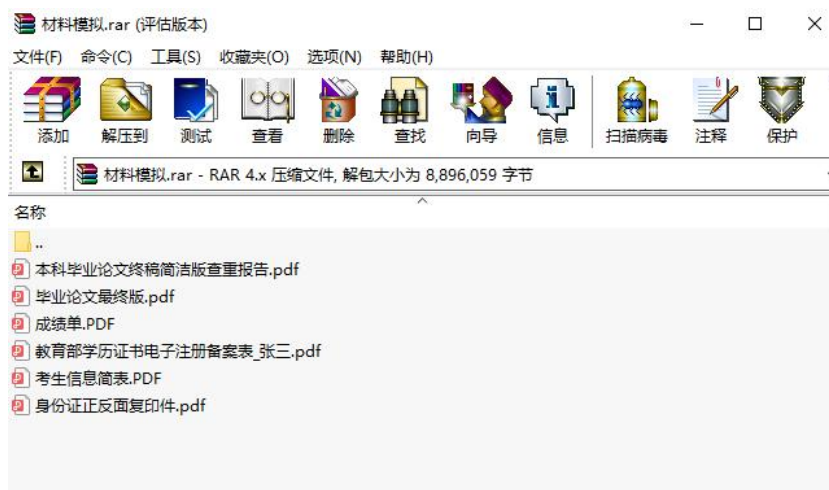 材料模拟.rar (评估版本)
文件(F) 命令(C) 工具(S) 收藏夹(O) 选项(N) 帮助(H)
添加 解压到 测试 查看 删除 查找 向导 信息 扫描病毒 注释 保护
材料模拟.rar - RAR 4.x 压缩文件, 解包大小为 8,896,059 字节
名称
..
本科毕业论文终稿简洁版查重报告.pdf
毕业论文最终版.pdf
成绩单.PDF
教育部学历证书电子注册备案表_张三.pdf
考生信息简表.PDF
身份证正反面复印件.pdf